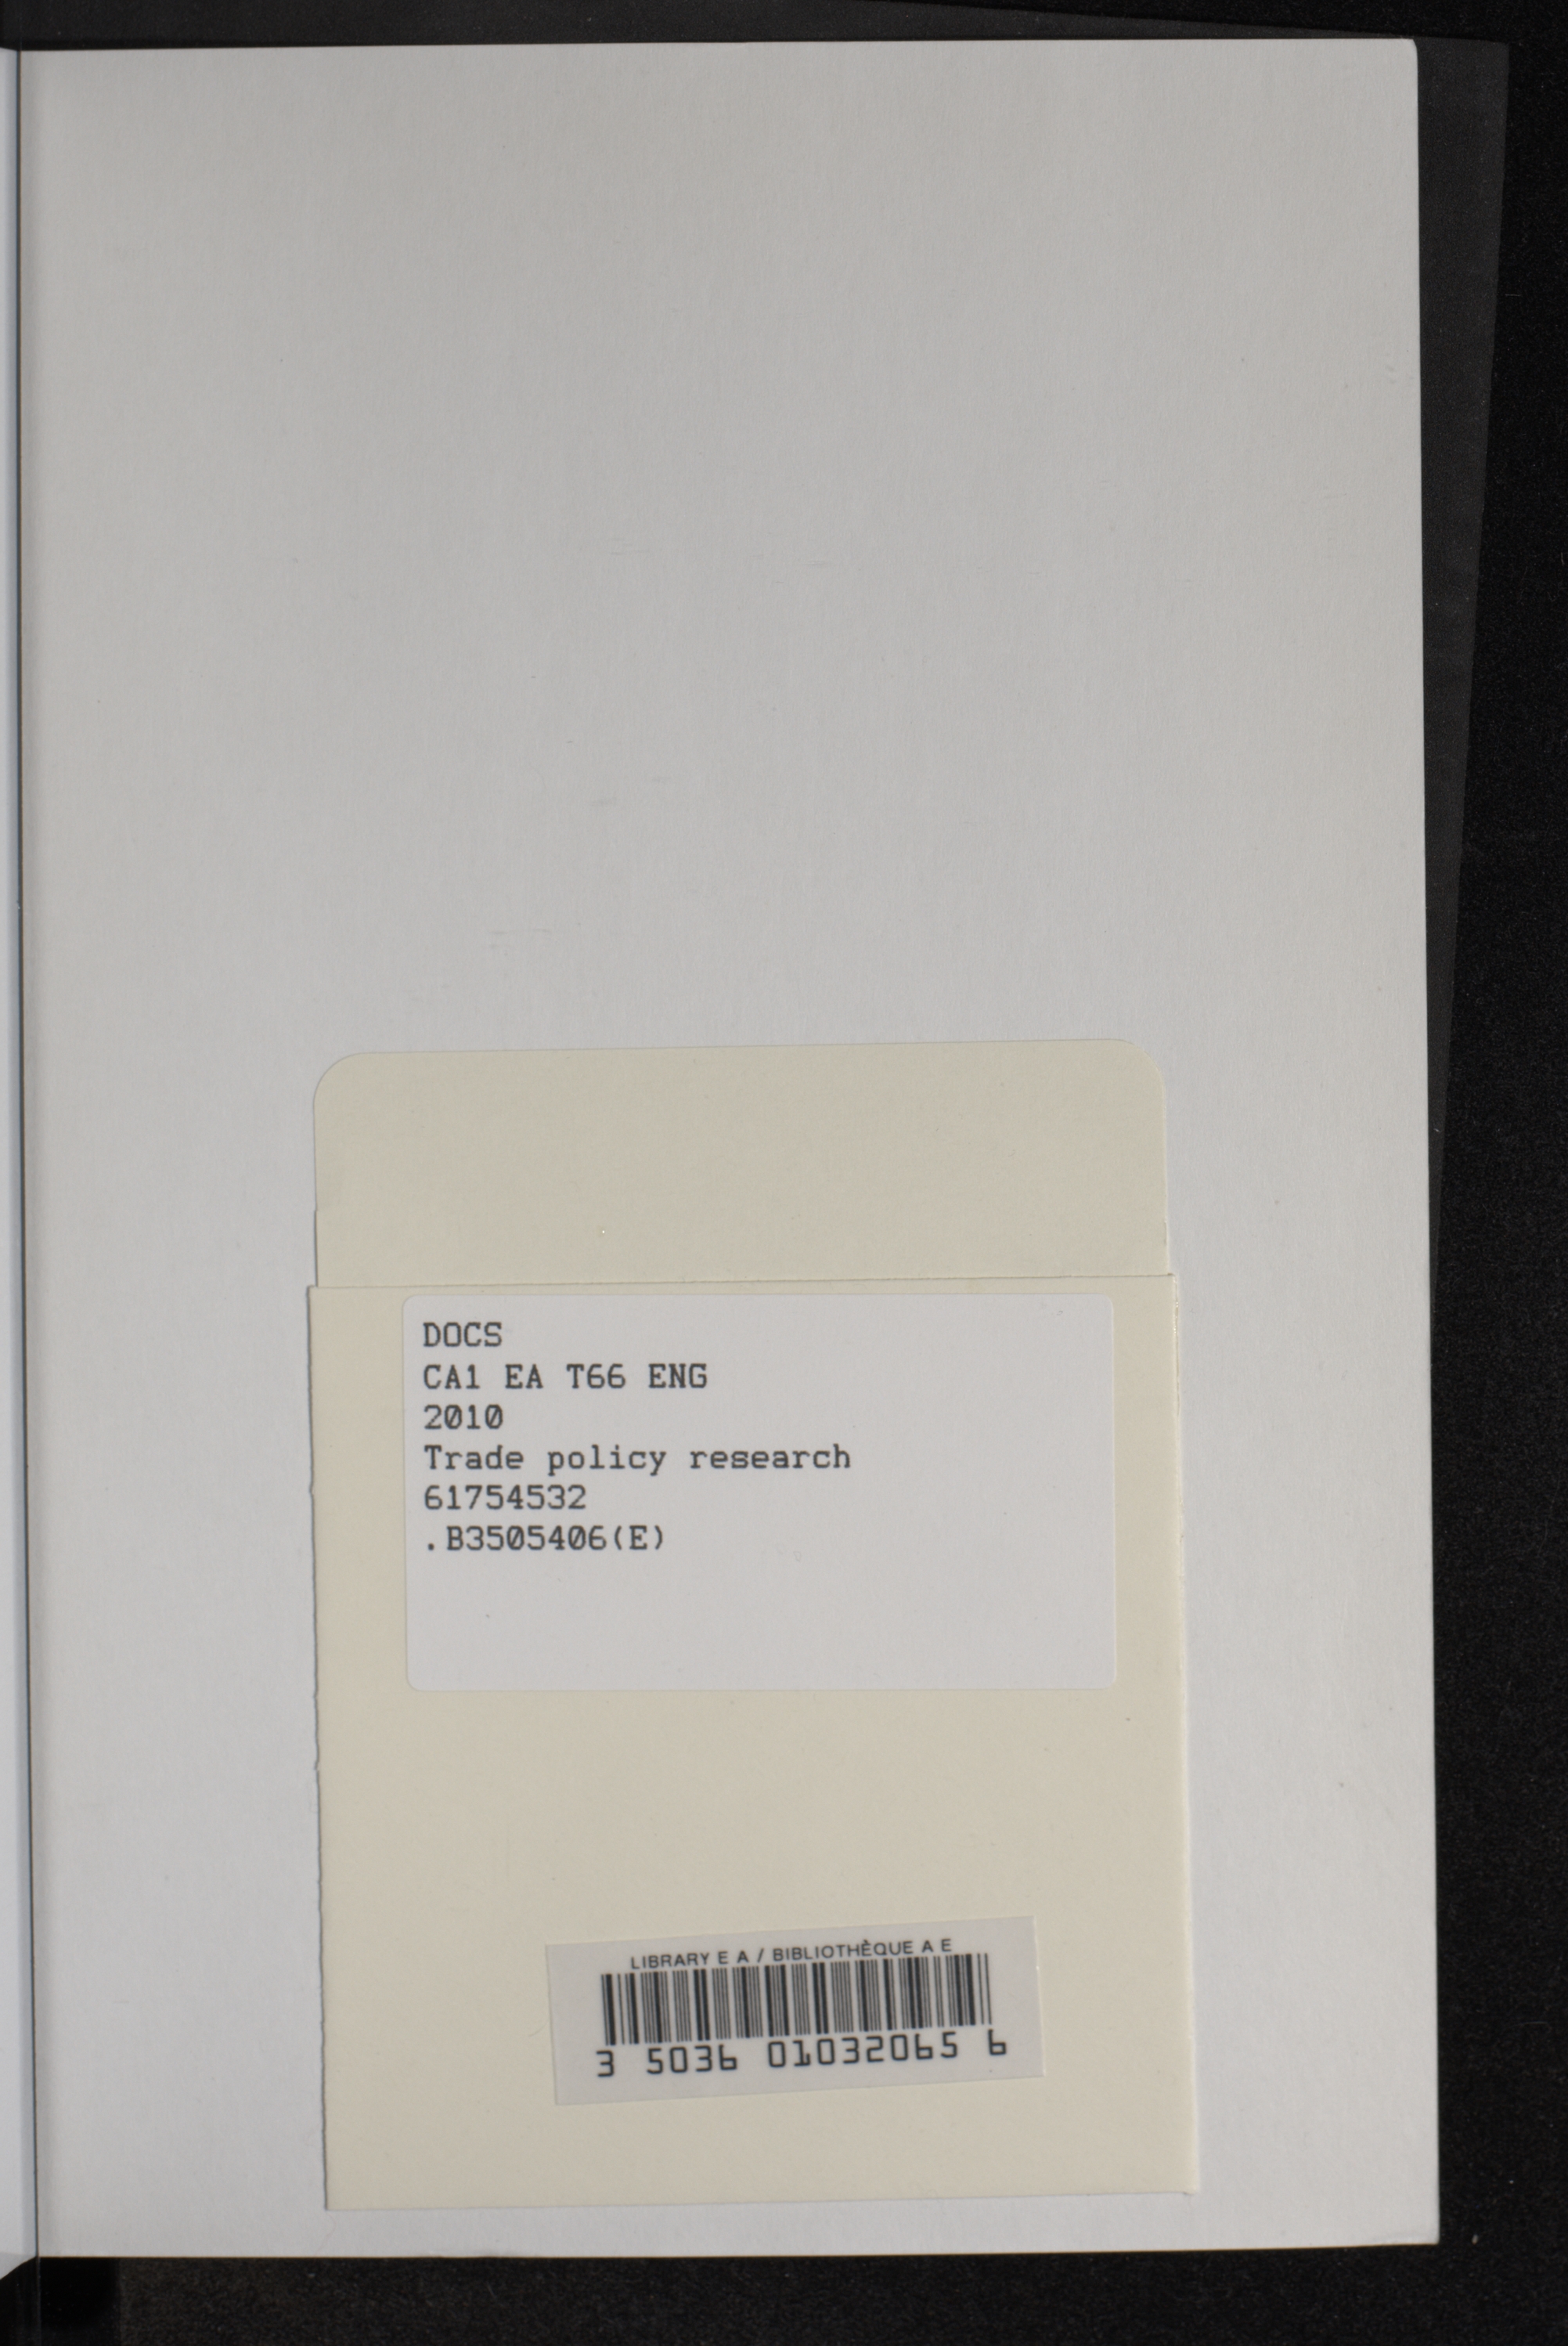 DOCS
CA1 EA T66 ENG
2010
Trade policy research
61754532
.B3505406(E)
LIBRARY E A / BIBLIOTHÈQUE A E
3 5036 01032065 6